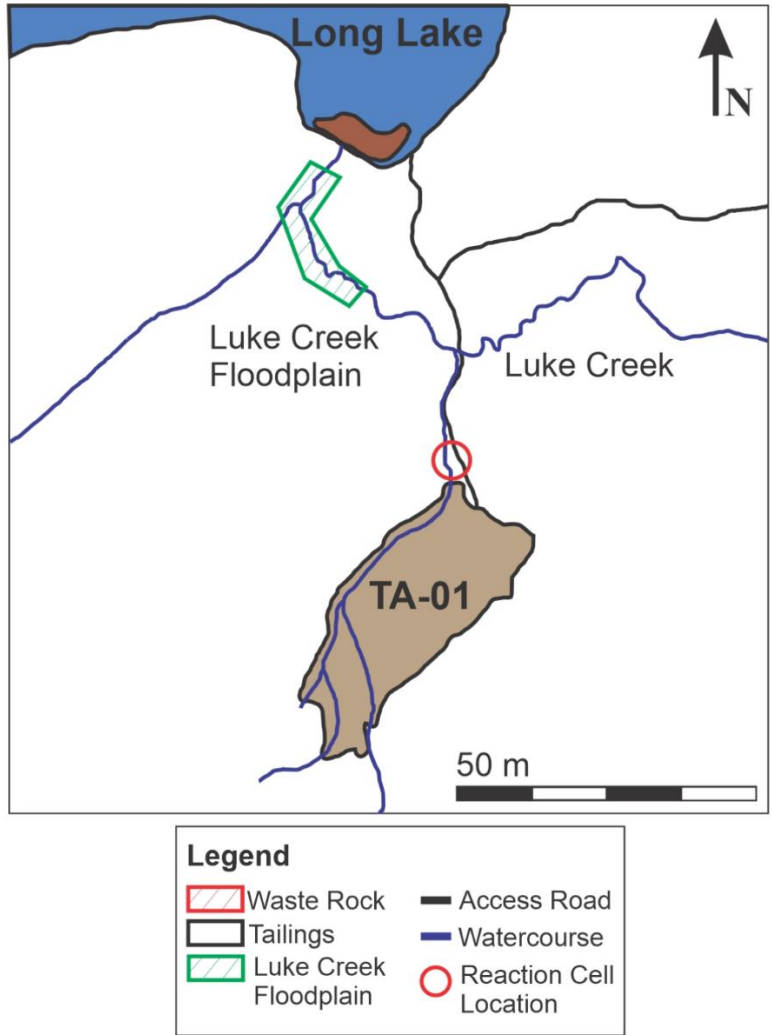 Long Lake
N
Luke Creek
Floodplain
Luke Creek
TA-01
50 m
Legend
Waste Rock
Tailings
Luke Creek
Floodplain
Access Road
Watercourse
Reaction Cell
Location